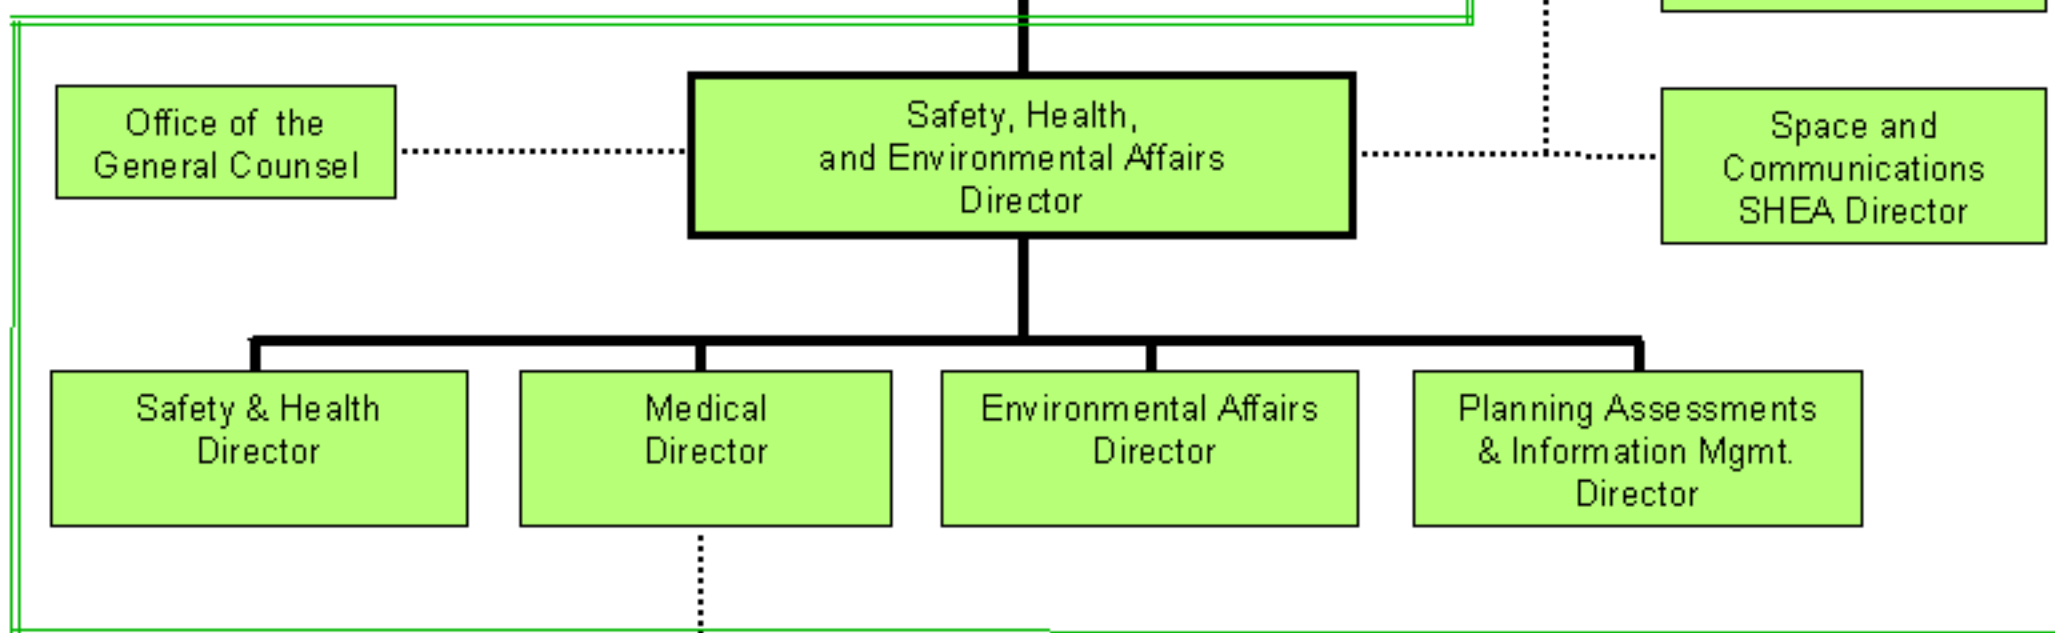 Office of the
General Counsel
Safety, Health,
and Environmental Affairs
Director
Space and
Communications
SHEA Director
Safety & Health
Director
Medical
Director
Environmental Affairs
Director
Planning Assessments
& Information Mgmt.
Director